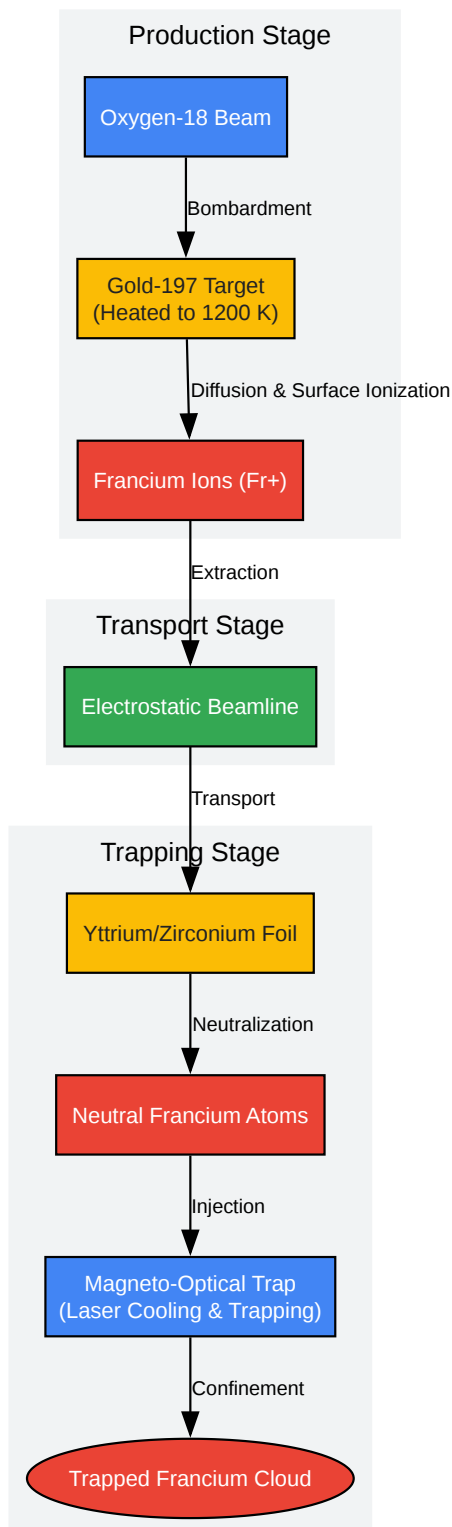 Production Stage
Oxygen-18 Beam
Bombardment
Gold-197 Target
(Heated to 1200 K)
Diffusion & Surface Ionization
Francium Ions (Fr+)
Extraction
Transport Stage
Electrostatic Beamline
Transport
Trapping Stage
Yttrium/Zirconium Foil
Neutralization
Neutral Francium Atoms
Injection
Magneto-Optical Trap
(Laser Cooling & Trapping)
Confinement
Trapped Francium Cloud